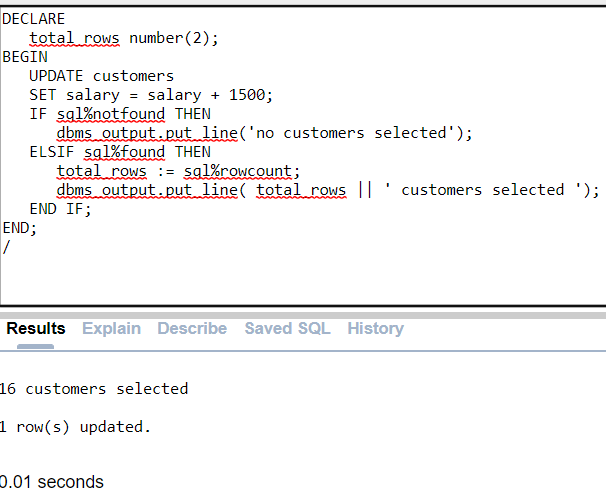 DECLARE
total_rows number(2);
BEGIN
UPDATE customers
SET salary = salary + 1500;
IF sql%notfound THEN
dbms_output.put_line('no customers selected');
ELSIF sql%found THEN
total_rows := sql%rowcount;
dbms_output.put_line( total_rows || ' customers selected ');
END IF;
END;
/
Results Explain Describe Saved SQL History
16 customers selected
1 row(s) updated.
0.01 seconds